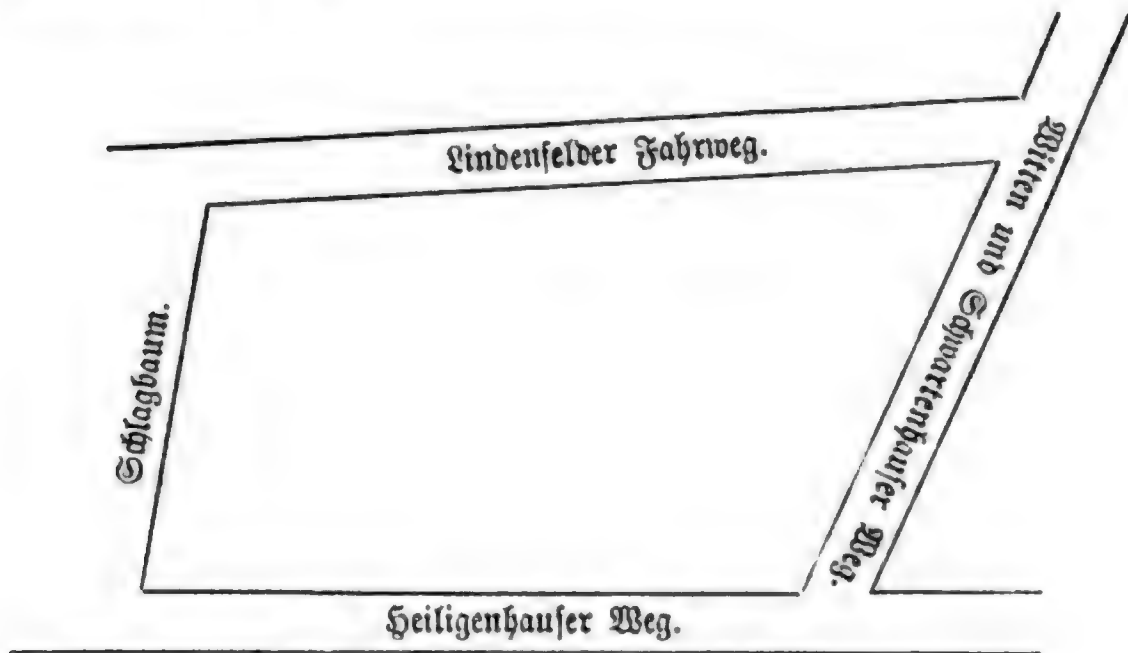 Lindenfelder Fahrweg.
Witten und Schwartenhauſer Weg.
Schlagbaum.
Heiligenhauſer Weg.